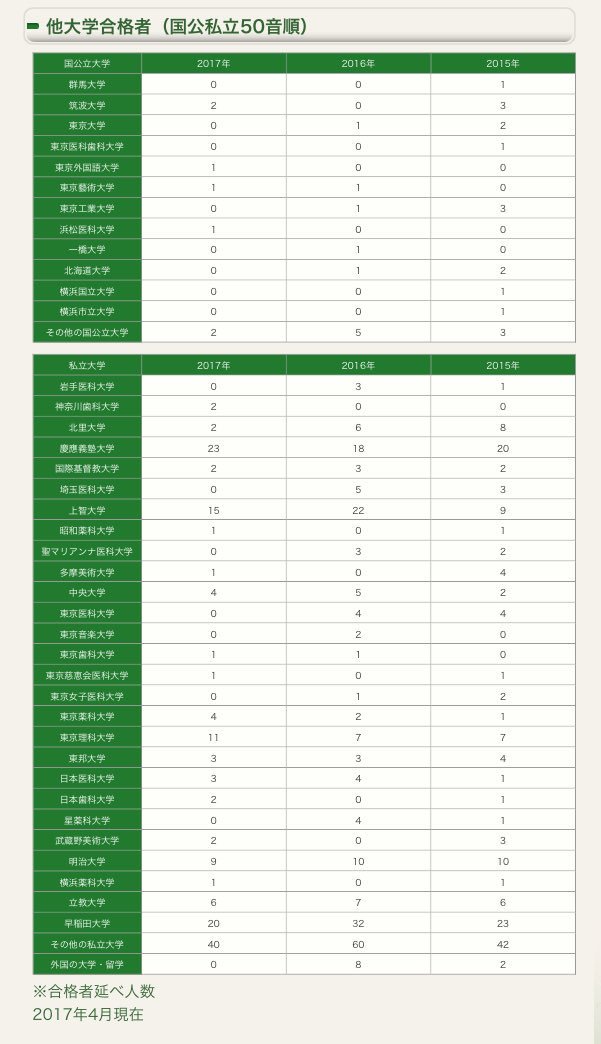 他大学合格者（国公私立50音順）
国公立大学 2017年 2016年 2015年
群馬大学 0 0 1
筑波大学 2 0 3
東京大学 0 1 2
東京医科歯科大学 0 0 1
東京外国語大学 1 0 0
東京藝術大学 1 1 0
東京工業大学 0 1 3
浜松医科大学 1 0 0
一橋大学 0 1 0
北海道大学 0 1 2
横浜国立大学 0 0 1
横浜市立大学 0 0 1
その他の国公立大学 2 5 3
私立大学 2017年 2016年 2015年
岩手医科大学 0 3 1
神奈川歯科大学 2 0 0
北里大学 2 6 8
慶應義塾大学 23 18 20
国際基督教大学 2 3 2
埼玉医科大学 0 5 3
上智大学 15 22 9
昭和薬科大学 1 0 1
聖マリアンナ医科大学 0 3 2
多摩美術大学 1 0 4
中央大学 4 5 2
東京医科大学 0 4 4
東京音楽大学 0 2 0
東京歯科大学 1 1 0
東京慈恵会医科大学 1 0 1
東京女子医科大学 0 1 2
東京薬科大学 4 2 1
東京理科大学 11 7 7
東邦大学 3 3 4
日本医科大学 3 4 1
日本歯科大学 2 0 1
星薬科大学 0 4 1
武蔵野美術大学 2 0 3
明治大学 9 10 10
横浜薬科大学 1 0 1
立教大学 6 7 6
早稲田大学 20 32 23
その他の私立大学 40 60 42
外国の大学・留学 0 8 2
※合格者延べ人数
2017年4月現在